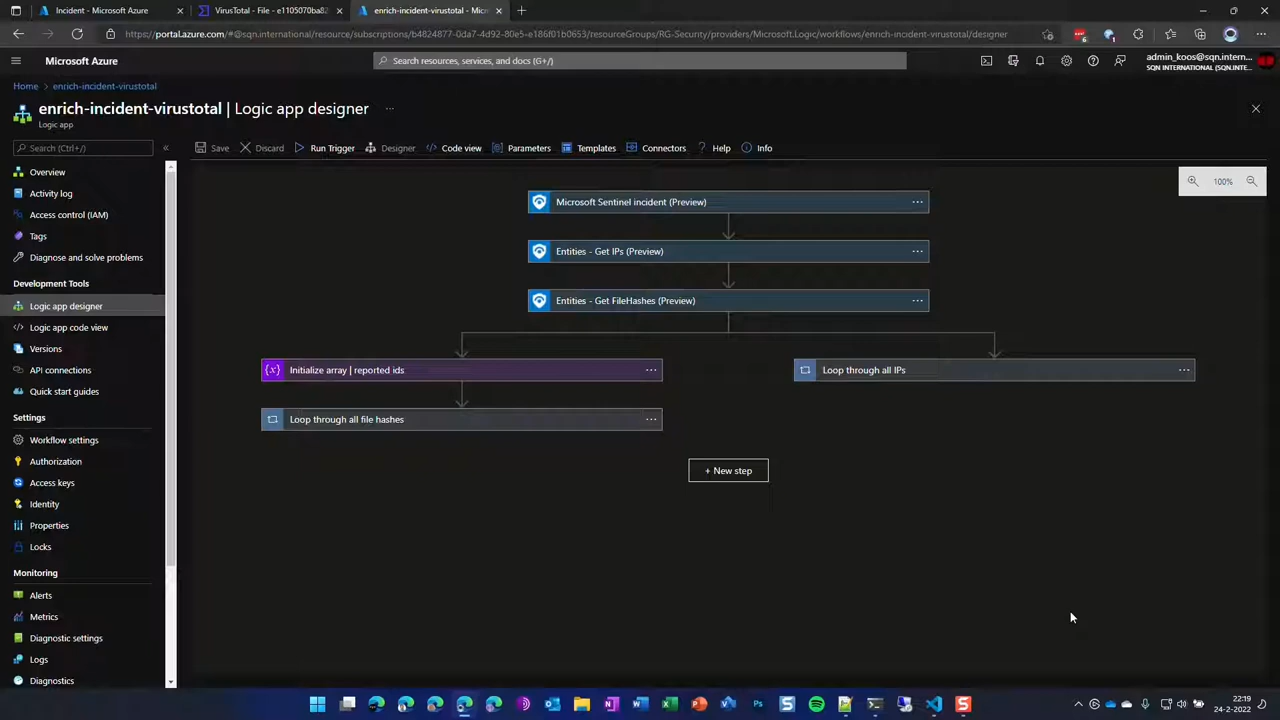 Incident - Microsoft Azure
VirusTotal - File - e1105070ba82
enrich-incident-virustotal - Micr
https://portal.azure.com/#@sqn.international/resource/subscriptions/b4824877-0da7-4d92-80e5-e186f01b0653/resourceGroups/RG-Security/providers/Microsoft.Logic/workflows/enrich-incident-virustotal/designer
6
Microsoft Azure
Search resources, services, and docs (G+/)
admin_koos@sqn.intern...
SQN INTERNATIONAL (SQN.INTE...
Home > enrich-incident-virustotal >
enrich-incident-virustotal | Logic app designer ...
Logic app
Search (Ctrl+/)
«
Save
Discard
Run Trigger
Designer
Code view
Parameters
Templates
Connectors
? Help
Info
100%
Overview
Activity log
Access control (IAM)
Tags
Diagnose and solve problems
Development Tools
Logic app designer
Logic app code view
Versions
API connections
Quick start guides
Settings
Workflow settings
Authorization
Access keys
Identity
Properties
Locks
Monitoring
Alerts
Metrics
Diagnostic settings
Logs
Diagnostics
Microsoft Sentinel incident (Preview) ...
Entities - Get IPs (Preview) ...
Entities - Get FileHashes (Preview) ...
{x} Initialize array | reported ids ...
Loop through all IPs ...
Loop through all file hashes ...
+ New step
22:19
24-2-2022